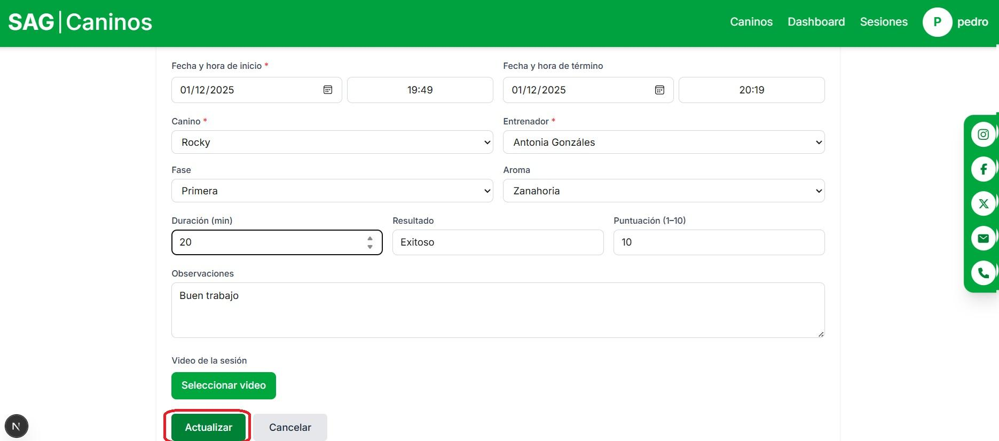 SAG|Caninos
Caninos Dashboard Sesiones P pedro
Fecha y hora de inicio * Fecha y hora de término
01/12/2025 19:49 01/12/2025 20:19
Canino * Entrenador *
Rocky Antonia Gonzáles
Fase Aroma
Primera Zanahoria
Duración (min) Resultado Puntuación (1–10)
20 Exitoso 10
Observaciones
Buen trabajo
Video de la sesión
Seleccionar video
Actualizar Cancelar
N